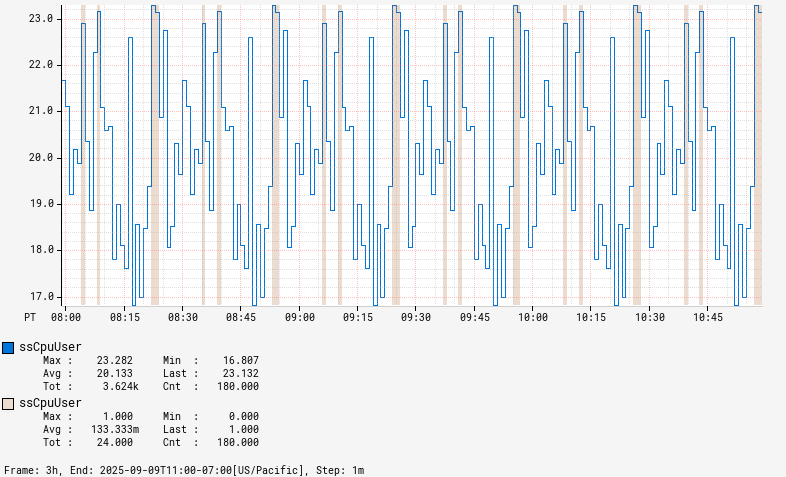 23.0
22.0
21.0
20.0
19.0
18.0
17.0
PT 08:00 08:15 08:30 08:45 09:00 09:15 09:30 09:45 10:00 10:15 10:30 10:45
ssCpuUser
Max : 23.282 Min : 16.807
Avg : 20.133 Last : 23.132
Tot : 3.624k Cnt : 180.000
ssCpuUser
Max : 1.000 Min : 0.000
Avg : 133.333m Last : 1.000
Tot : 24.000 Cnt : 180.000
Frame: 3h, End: 2025-09-09T11:00-07:00[US/Pacific], Step: 1m